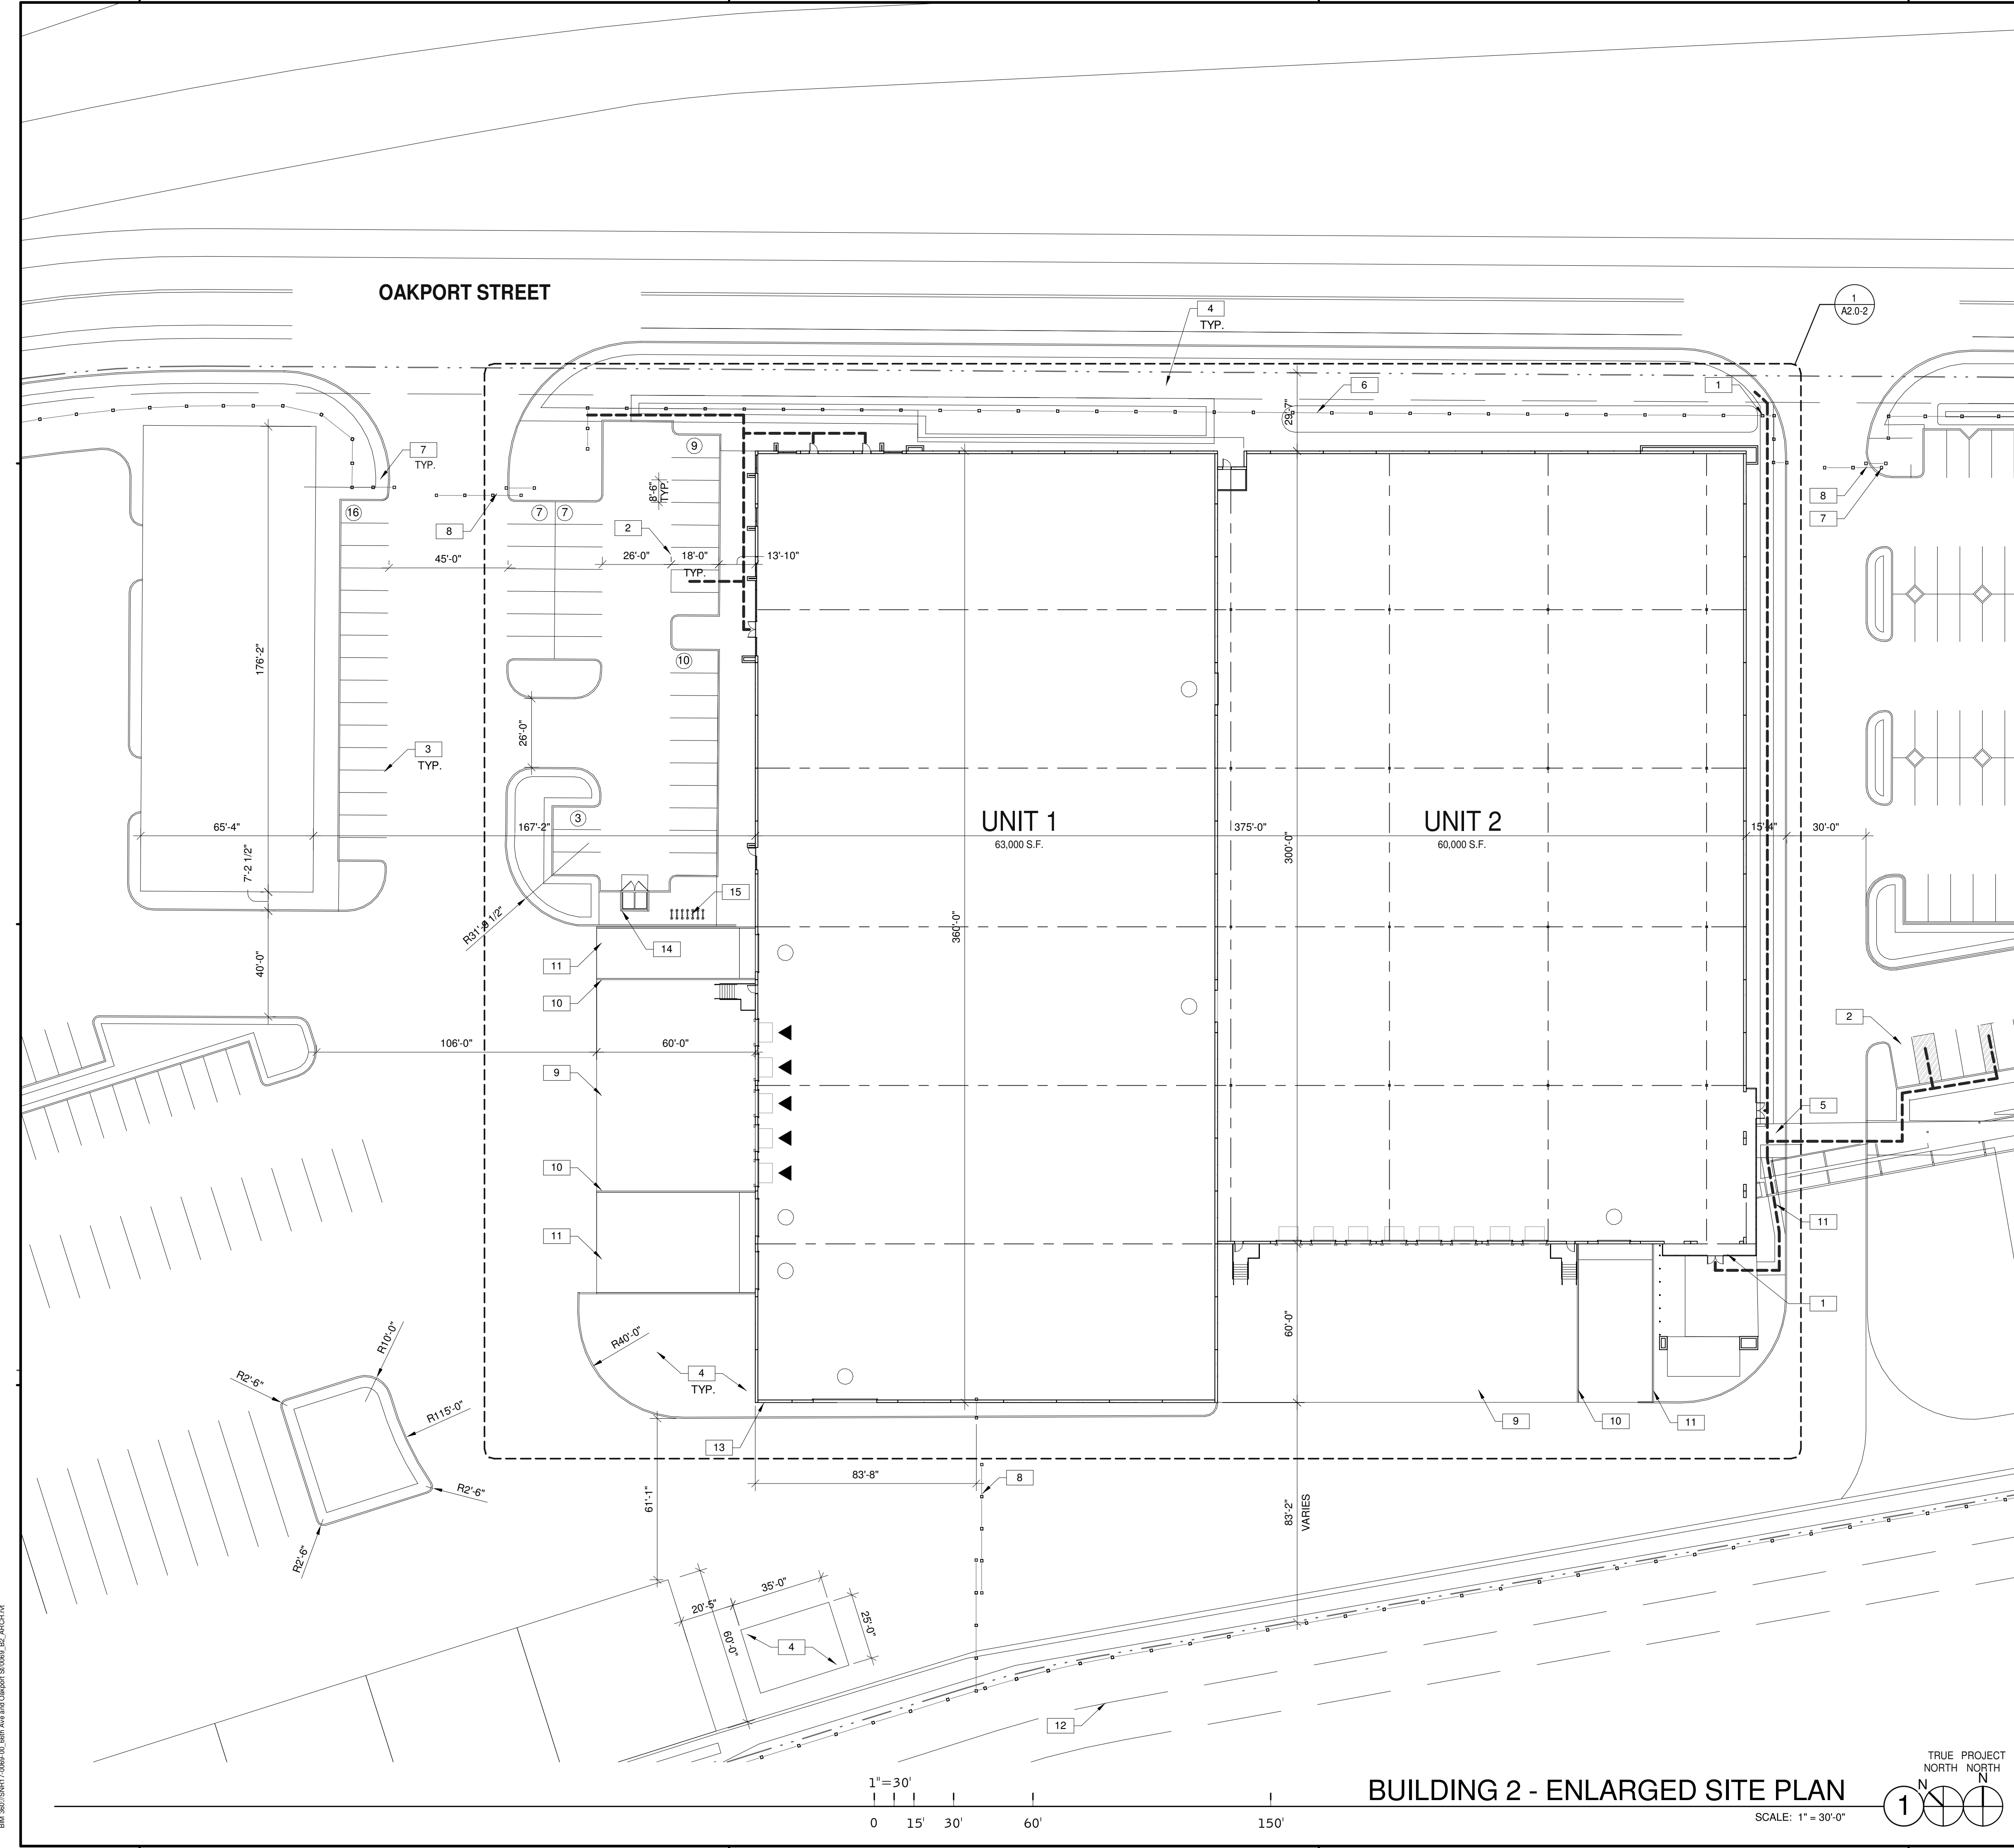 OAKPORT STREET
4
TYP.
1
A2.0-2
6
1
29'-7"
7
TYP.
9
8'-6"
TYP.
16
7
7
8
2
45'-0"
26'-0"
18'-0"
TYP.
13'-10"
8
7
176'-2"
10
26'-0"
3
TYP.
UNIT 1
63,000 S.F.
UNIT 2
60,000 S.F.
65'-4"
167'-2"
3
375'-0"
300'-0"
15'-4"
30'-0"
7'-2 1/2"
15
R31'-9 1/2"
14
360'-0"
40'-0"
11
10
2
106'-0"
60'-0"
9
5
10
11
11
1
R40'-0"
60'-0"
R10'-0"
R2'-6"
4
TYP.
R115'-0"
9
10
11
13
83'-8"
8
R2'-6"
61'-1"
83'-2"
VARIES
R2'-6"
35'-0"
20'-5"
25'-0"
60'-0"
4
12
TRUE NORTH
PROJECT NORTH
N
N
1"=30'
0 15' 30' 60' 150'
BUILDING 2 - ENLARGED SITE PLAN
SCALE: 1" = 30'-0"
1